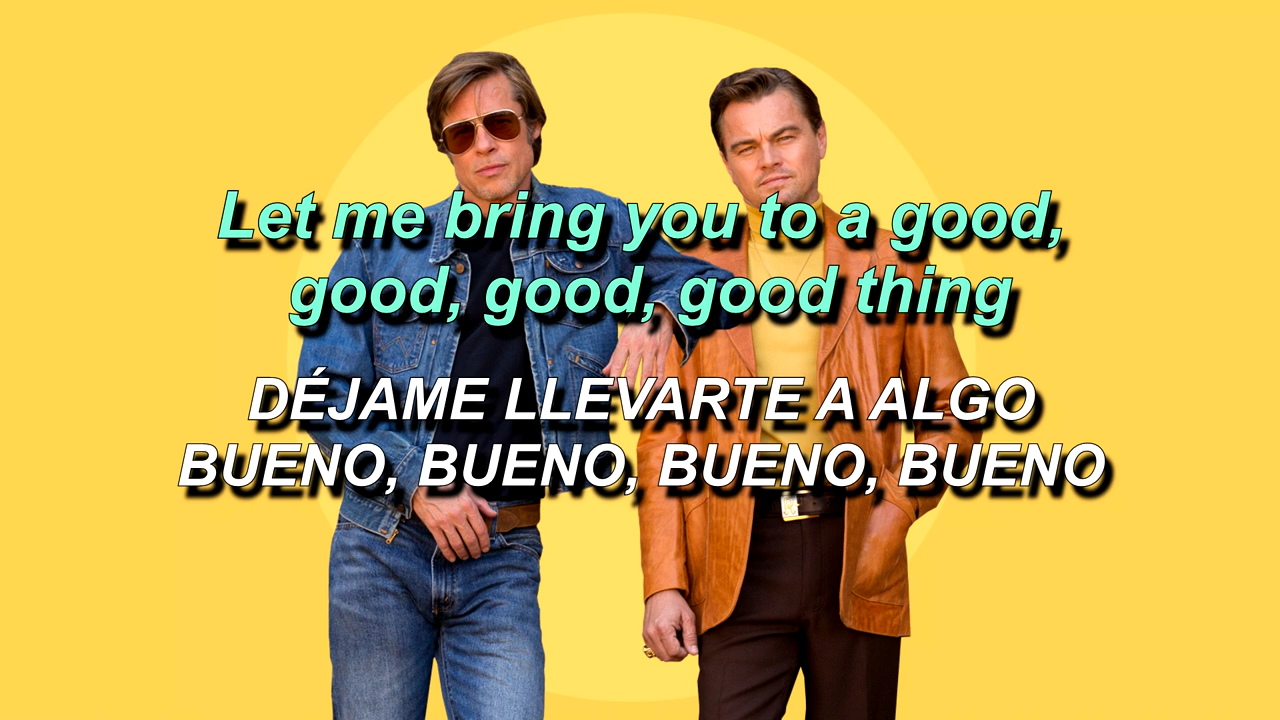 Let me bring you to a good,
good, good, good thing
DÉJAME LLEVARTE A ALGO
BUENO, BUENO, BUENO, BUENO